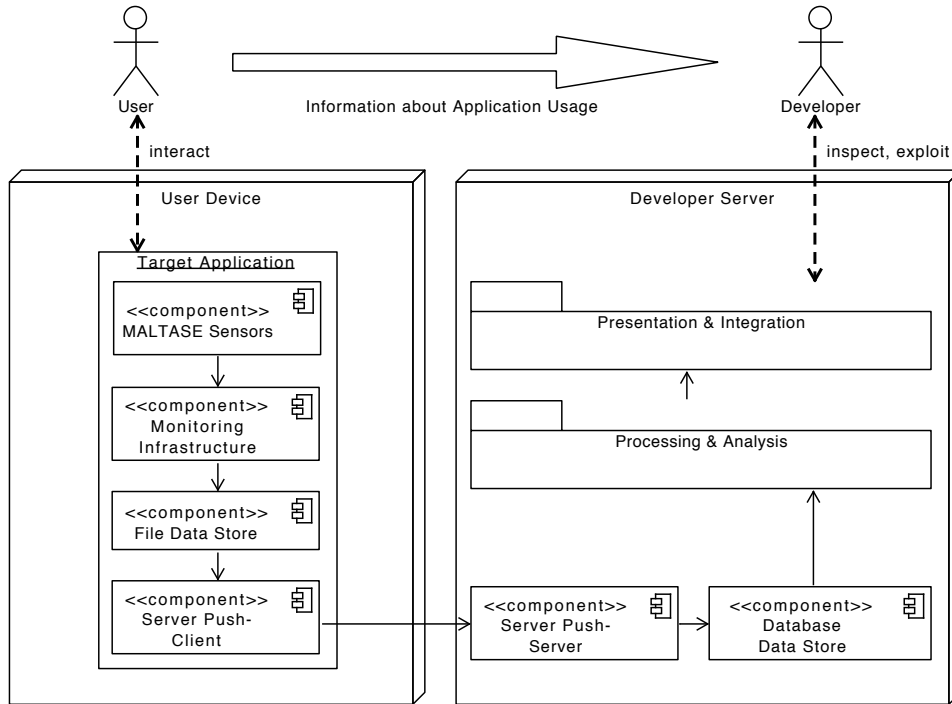 User
Developer
Information about Application Usage
interact
inspect, exploit
User Device
Target Application
<<component>>
MALTASE Sensors
<<component>>
Monitoring
Infrastructure
<<component>>
File Data Store
<<component>>
Server Push-
Client
Developer Server
Presentation & Integration
Processing & Analysis
<<component>>
Server Push-
Server
<<component>>
Database
Data Store